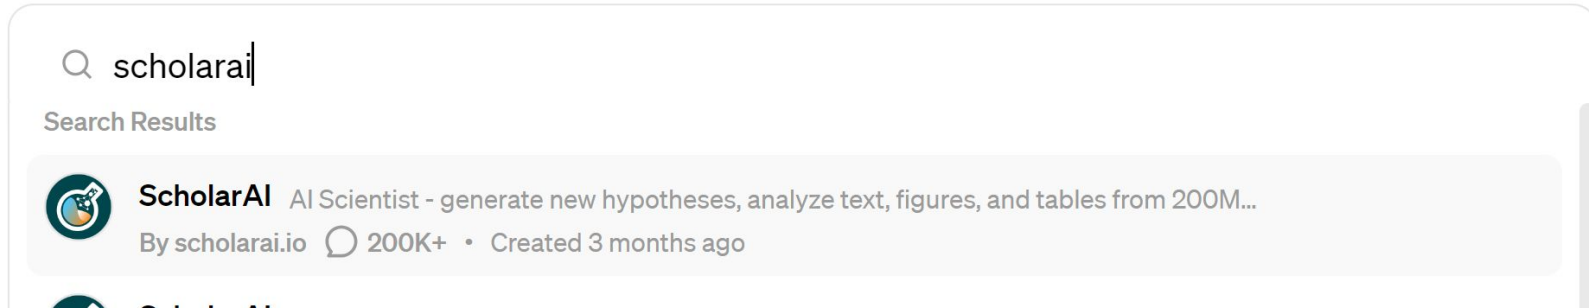 scholarai
Search Results
ScholarAI AI Scientist - generate new hypotheses, analyze text, figures, and tables from 200M...
By scholarai.io 200K+ • Created 3 months ago